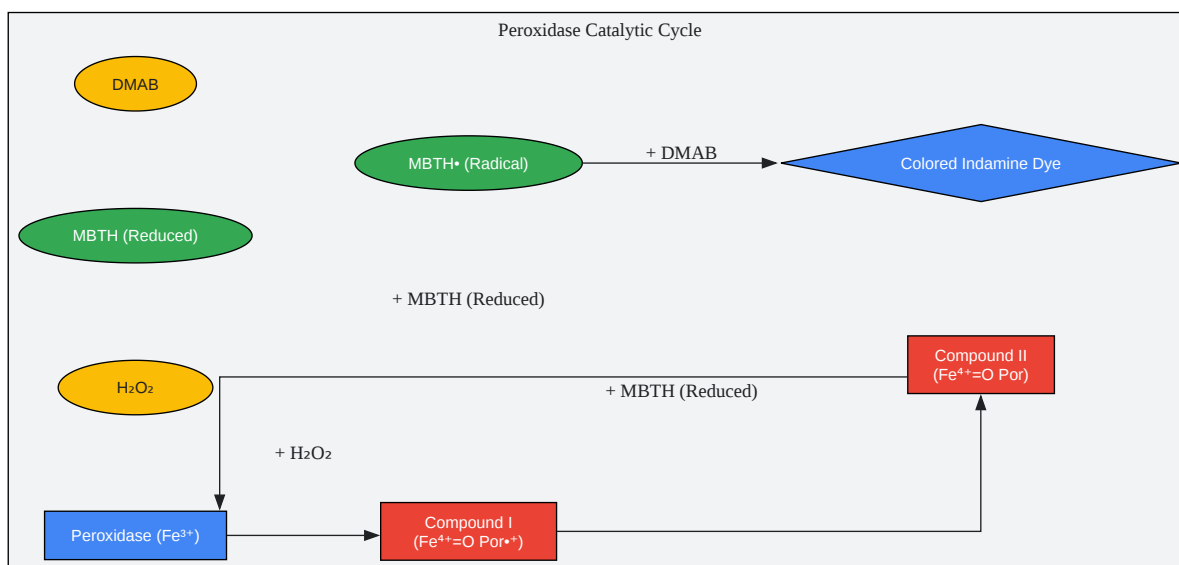 Peroxidase Catalytic Cycle
DMAB
MBTH• (Radical)
+ DMAB
Colored Indamine Dye
MBTH (Reduced)
+ MBTH (Reduced)
Compound II
(Fe⁴⁺=O Por)
H₂O₂
+ MBTH (Reduced)
+ H₂O₂
Peroxidase (Fe³⁺)
Compound I
(Fe⁴⁺=O Por•⁺)